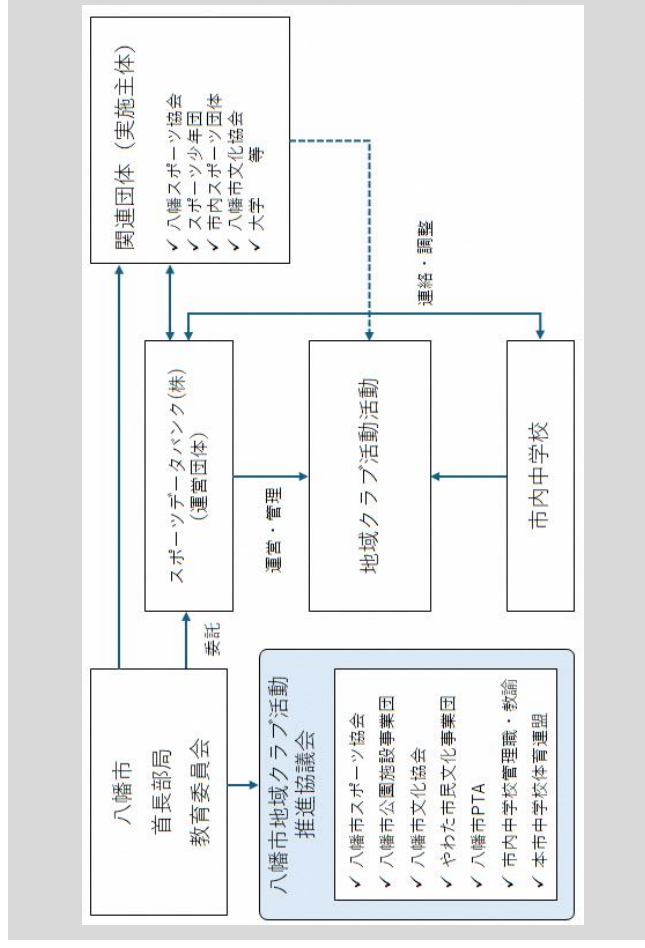 八幡市
首長部局
教育委員会
委託
スポーツデータバンク(株)
(運営団体)
関連団体（実施主体）
✓ 八幡スポーツ協会
✓ スポーツ少年団
✓ 市内スポーツ団体
✓ 八幡市文化協会
✓ 大学　　等
運営・管理
地域クラブ活動活動
連絡・調整
市内中学校
八幡市地域クラブ活動
推進協議会
✓ 八幡市スポーツ協会
✓ 八幡市公園施設事業団
✓ 八幡市文化協会
✓ やわた市民文化事業団
✓ 八幡市PTA
✓ 市内中学校管理職・教諭
✓ 本市中学校体育連盟